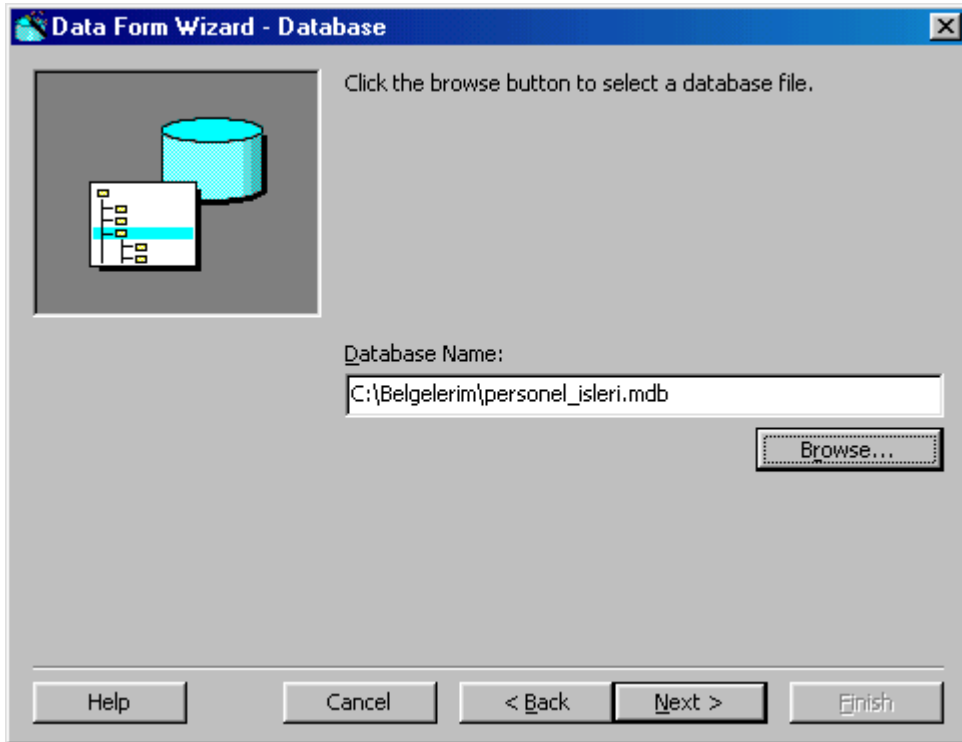 Data Form Wizard - Database
Click the browse button to select a database file.
Database Name:
C:\Belgelerim\personel_isleri.mdb
Browse...
Help
Cancel
< Back
Next >
Finish